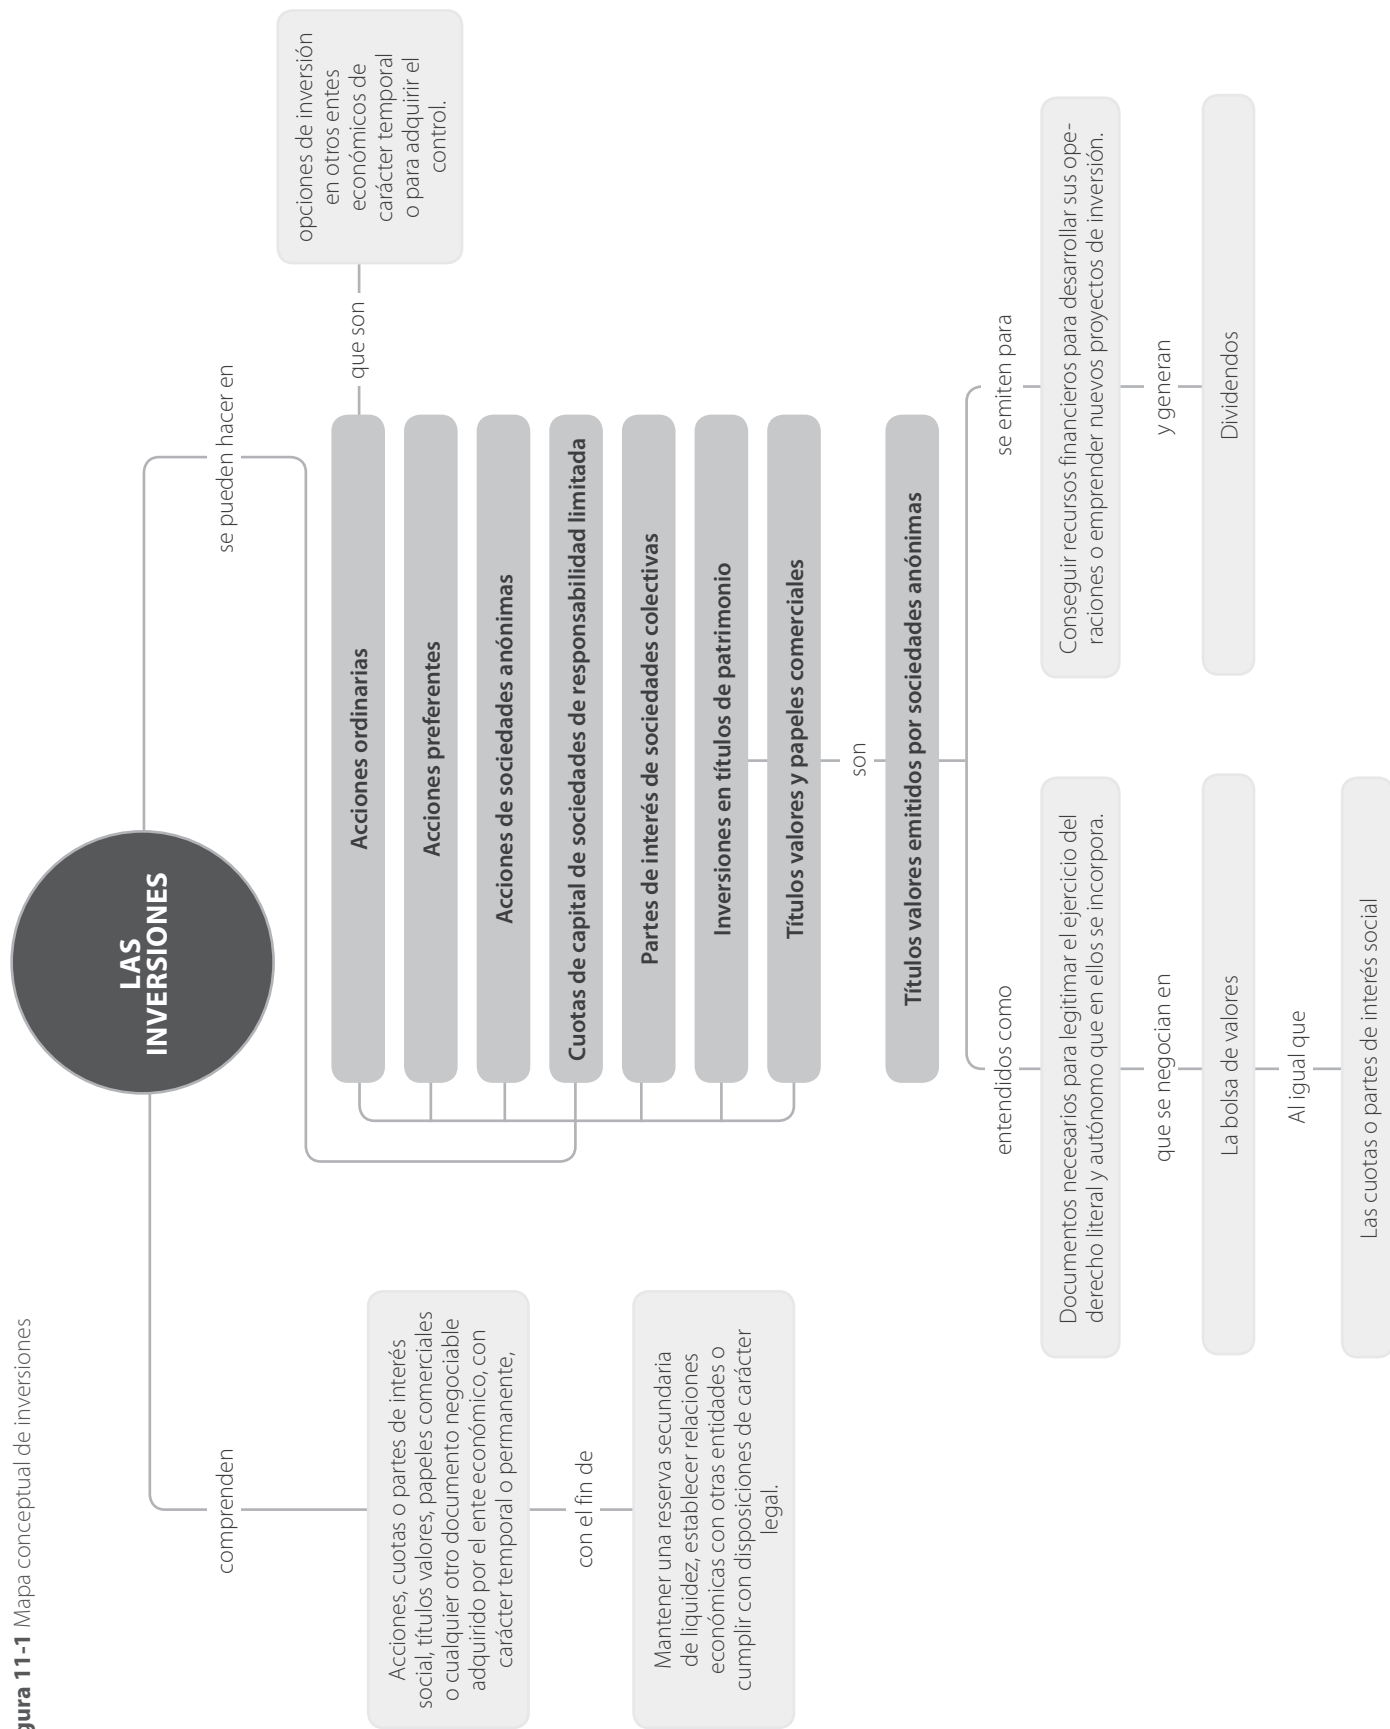 gura 11-1 Mapa conceptual de inversiones
LAS
INVERSIONES
comprenden
Acciones, cuotas o partes de interés
social, títulos valores, papeles comerciales
o cualquier otro documento negociable
adquirido por el ente económico, con
carácter temporal o permanente,
con el fin de
Mantener una reserva secundaria
de liquidez, establecer relaciones
económicas con otras entidades o
cumplir con disposiciones de carácter
legal.
se pueden hacer en
Acciones ordinarias
que son
opciones de inversión
en otros entes
económicos de
carácter temporal
o para adquirir el
control.
Acciones preferentes
Acciones de sociedades anónimas
Cuotas de capital de sociedades de responsabilidad limitada
Partes de interés de sociedades colectivas
Inversiones en títulos de patrimonio
Títulos valores y papeles comerciales
son
Títulos valores emitidos por sociedades anónimas
entendidos como
Documentos necesarios para legitimar el ejercicio del
derecho literal y autónomo que en ellos se incorpora.
que se negocian en
La bolsa de valores
Al igual que
Las cuotas o partes de interés social
se emiten para
Conseguir recursos financieros para desarrollar sus ope-
raciones o emprender nuevos proyectos de inversión.
y generan
Dividendos